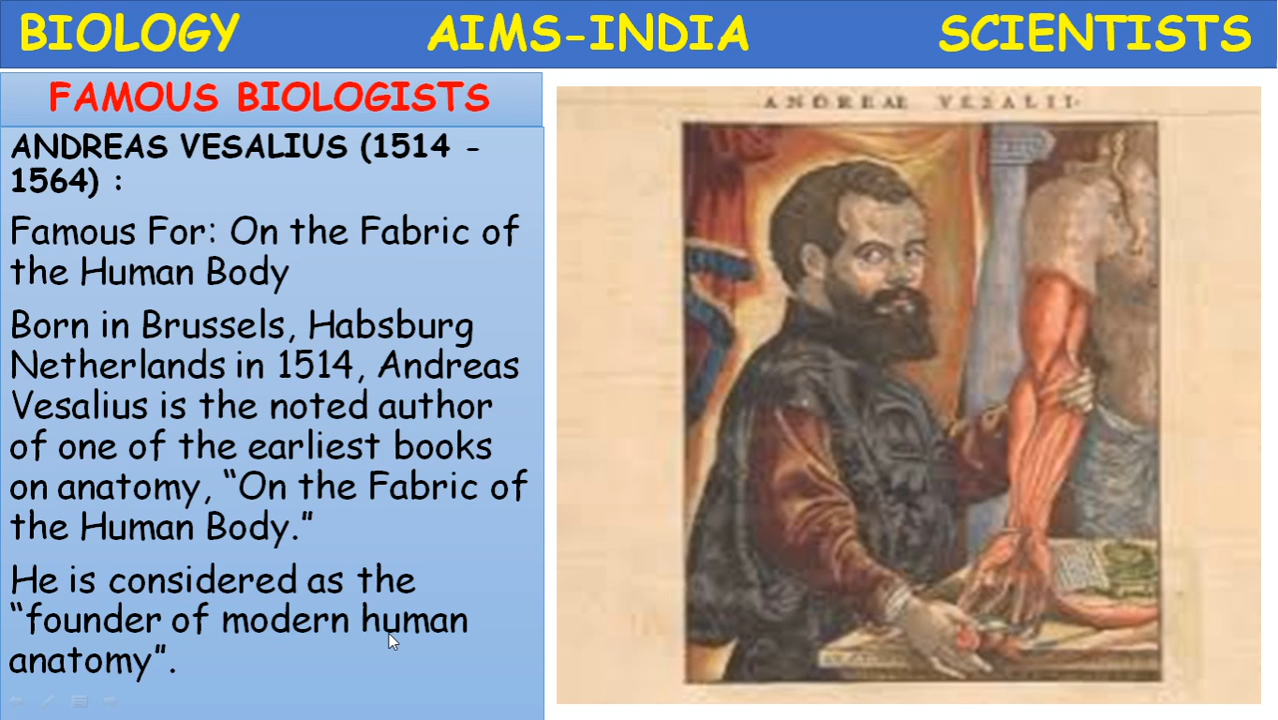 BIOLOGY AIMS-INDIA SCIENTISTS
FAMOUS BIOLOGISTS
ANDREAS VESALIUS (1514 -
1564) :
Famous For: On the Fabric of
the Human Body
Born in Brussels, Habsburg
Netherlands in 1514, Andreas
Vesalius is the noted author
of one of the earliest books
on anatomy, “On the Fabric of
the Human Body.”
He is considered as the
“founder of modern human
anatomy”.
ANDREAE VESALII.